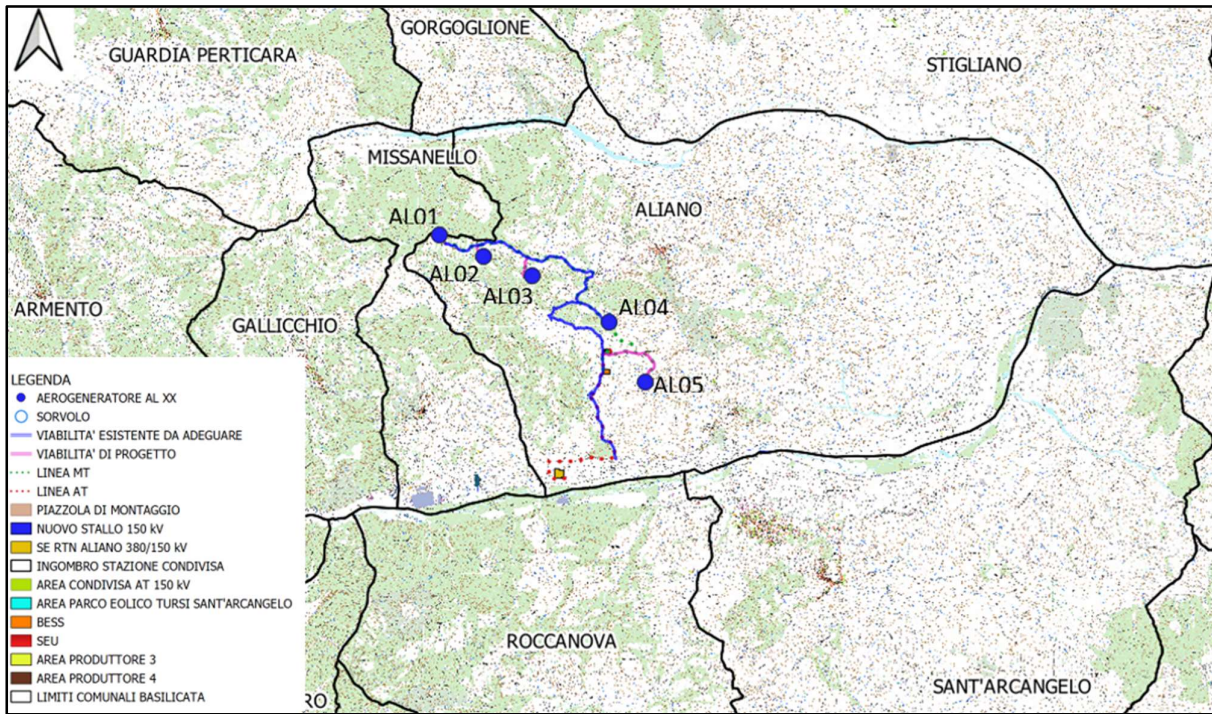 GORGOGLIONE
GUARDIA PERTICARA
STIGLIANO
MISSANELLO
ALIANO
AL01
AL02
AL03
ARMENTO
AL04
GALLICCHIO
AL05
LEGENDA
AEROGENERATORE AL XX
SORVOLO
VIABILITA' ESISTENTE DA ADEGUARE
VIABILITA' DI PROGETTO
LINEA MT
LINEA AT
PIAZZOLA DI MONTAGGIO
NUOVO STALLO 150 kV
SE RTN ALIANO 380/150 kV
INGOMBRO STAZIONE CONDIVISA
AREA CONDIVISA AT 150 kV
AREA PARCO EOLICO TURSI SANT'ARCANGELO
BESS
SEU
AREA PRODUTTORE 3
AREA PRODUTTORE 4
LIMITI COMUNALI BASILICATA
ROCCANOVA
SANT'ARCANGELO
RO